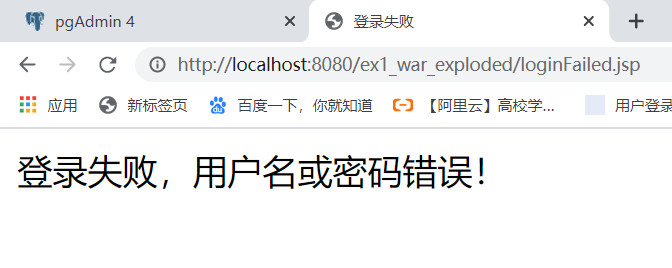 pgAdmin 4
登录失败
http://localhost:8080/ex1_war_exploded/loginFailed.jsp
应用 新标签页 百度一下，你就知道 【阿里云】高校学... 用户登录
登录失败，用户名或密码错误！